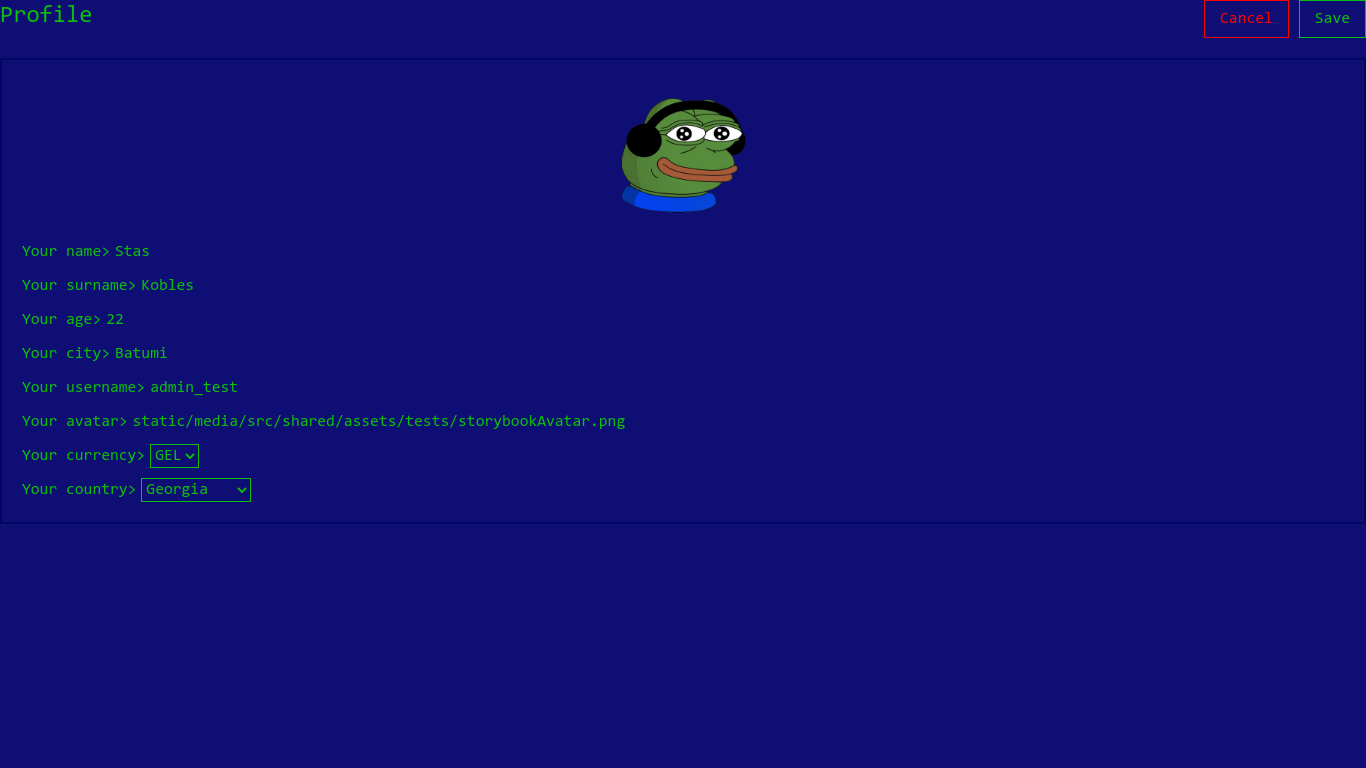 Profile
Cancel Save
Your name> Stas
Your surname> Kobles
Your age> 22
Your city> Batumi
Your username> admin_test
Your avatar> static/media/src/shared/assets/tests/storybookAvatar.png
Your currency> GEL
Your country> Georgia